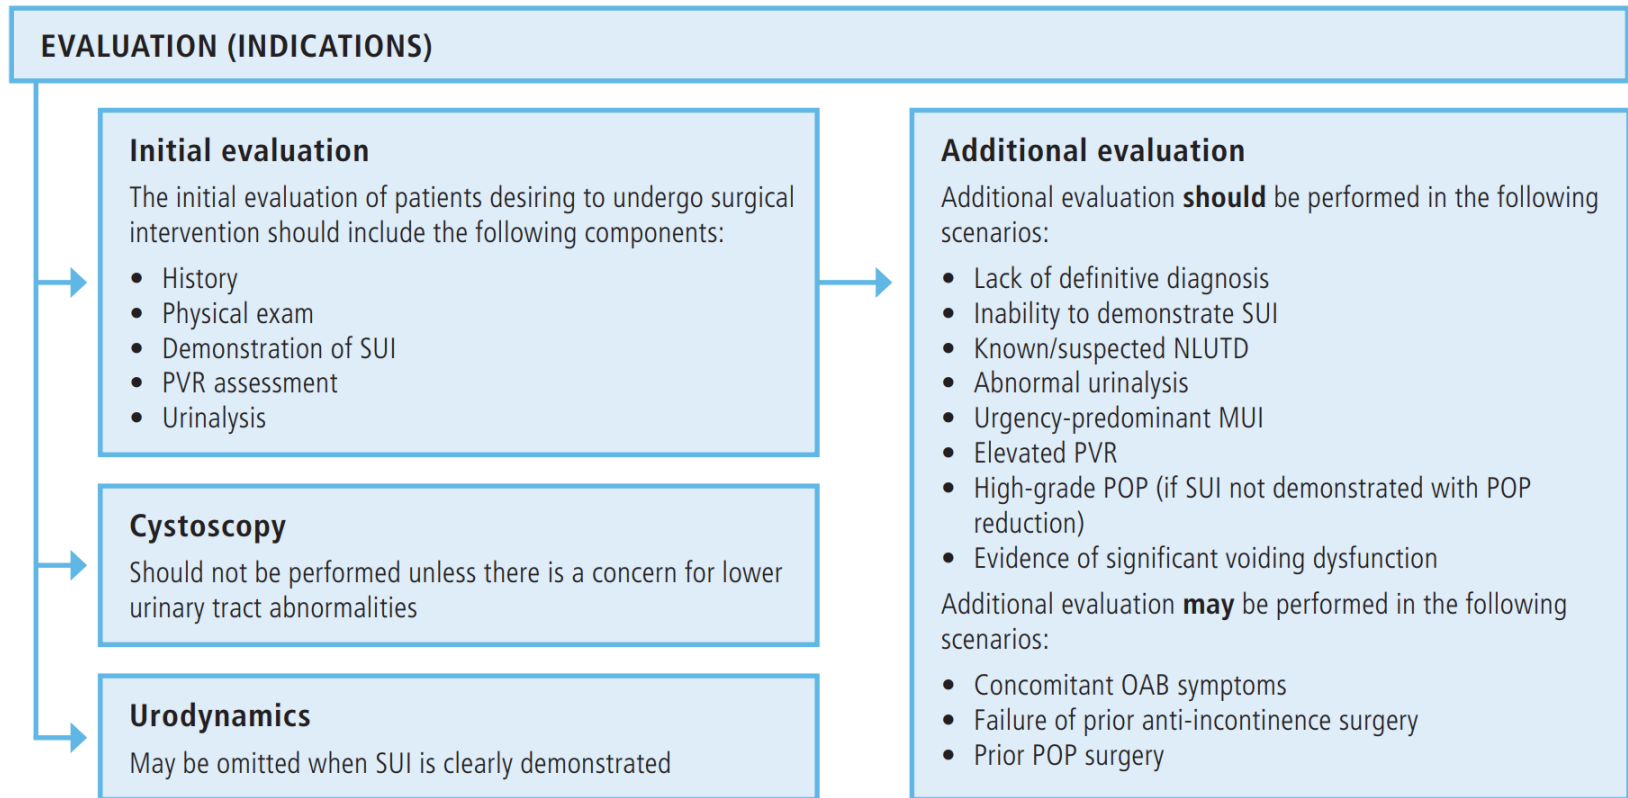 EVALUATION (INDICATIONS)
Initial evaluation
The initial evaluation of patients desiring to undergo surgical
intervention should include the following components:
• History
• Physical exam
• Demonstration of SUI
• PVR assessment
• Urinalysis
Cystoscopy
Should not be performed unless there is a concern for lower
urinary tract abnormalities
Urodynamics
May be omitted when SUI is clearly demonstrated
Additional evaluation
Additional evaluation should be performed in the following
scenarios:
• Lack of definitive diagnosis
• Inability to demonstrate SUI
• Known/suspected NLUTD
• Abnormal urinalysis
• Urgency-predominant MUI
• Elevated PVR
• High-grade POP (if SUI not demonstrated with POP
reduction)
• Evidence of significant voiding dysfunction
Additional evaluation may be performed in the following
scenarios:
• Concomitant OAB symptoms
• Failure of prior anti-incontinence surgery
• Prior POP surgery